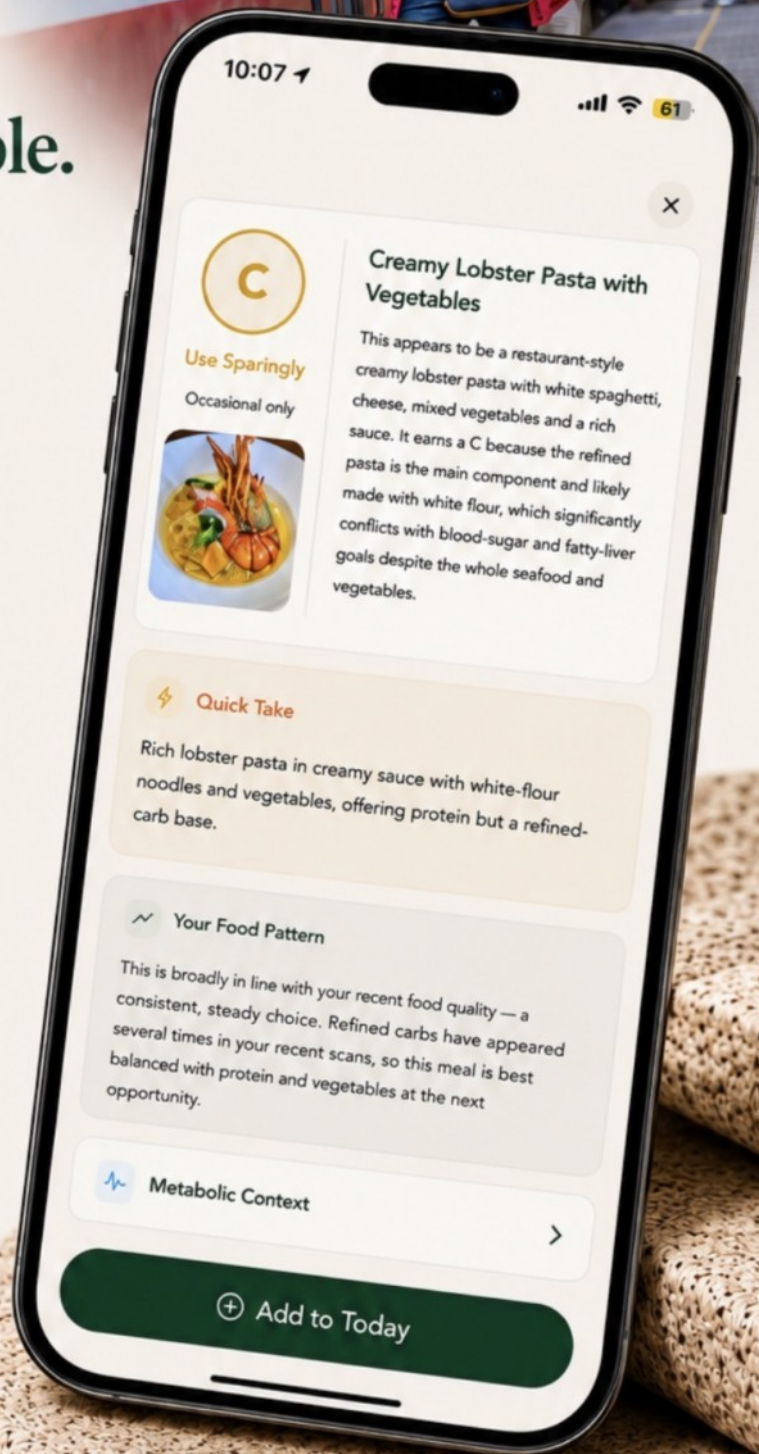 ble.
10:07
61
C
Use Sparingly
Occasional only
Creamy Lobster Pasta with
Vegetables
This appears to be a restaurant-style
creamy lobster pasta with white spaghetti,
cheese, mixed vegetables and a rich
sauce. It earns a C because the refined
pasta is the main component and likely
made with white flour, which significantly
conflicts with blood-sugar and fatty-liver
goals despite the whole seafood and
vegetables.
Quick Take
Rich lobster pasta in creamy sauce with white-flour
noodles and vegetables, offering protein but a refined-
carb base.
Your Food Pattern
This is broadly in line with your recent food quality — a
consistent, steady choice. Refined carbs have appeared
several times in your recent scans, so this meal is best
balanced with protein and vegetables at the next
opportunity.
Metabolic Context
Add to Today